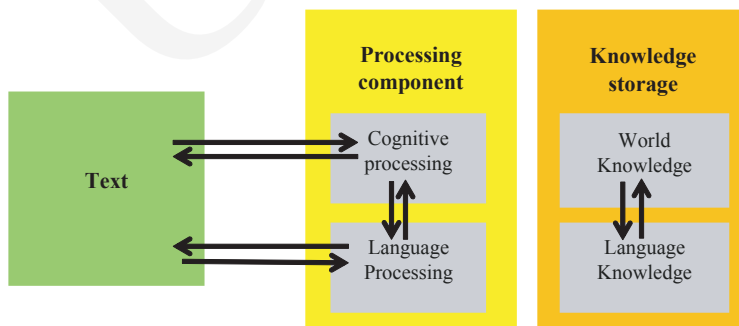 Text
Processing
component
Cognitive
processing
Language
Processing
Knowledge
storage
World
Knowledge
Language
Knowledge